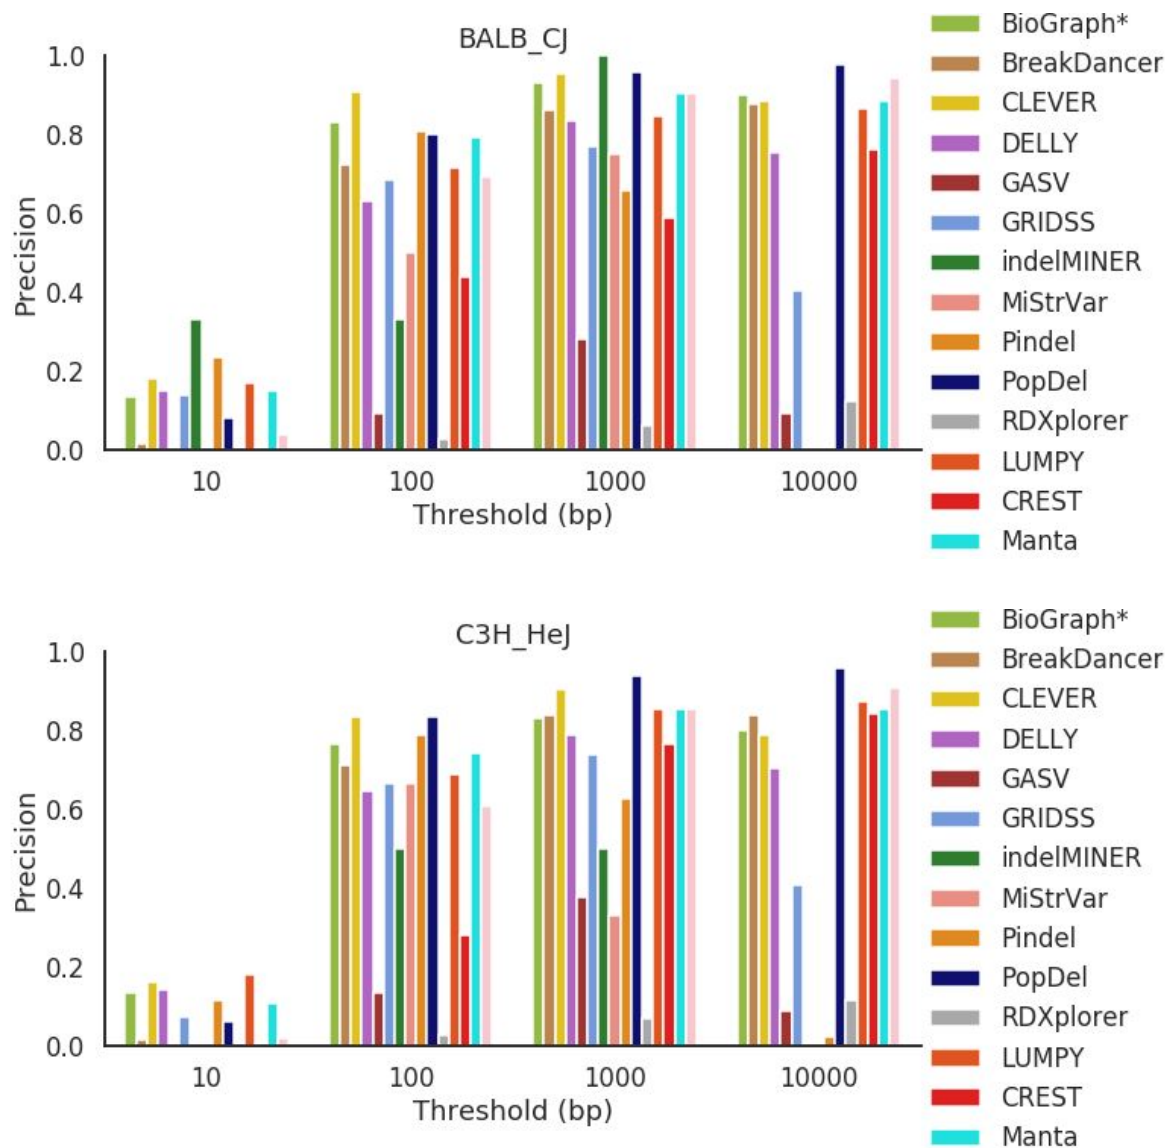 BALB_CJ
Precision
1.0
0.8
0.6
0.4
0.2
0.0
10 100 1000 10000
Threshold (bp)
BioGraph*
BreakDancer
CLEVER
DELLY
GASV
GRIDSS
indelMINER
MiStrVar
Pindel
PopDel
RDXplorer
LUMPY
CREST
Manta
C3H_HeJ
Precision
1.0
0.8
0.6
0.4
0.2
0.0
10 100 1000 10000
Threshold (bp)
BioGraph*
BreakDancer
CLEVER
DELLY
GASV
GRIDSS
indelMINER
MiStrVar
Pindel
PopDel
RDXplorer
LUMPY
CREST
Manta